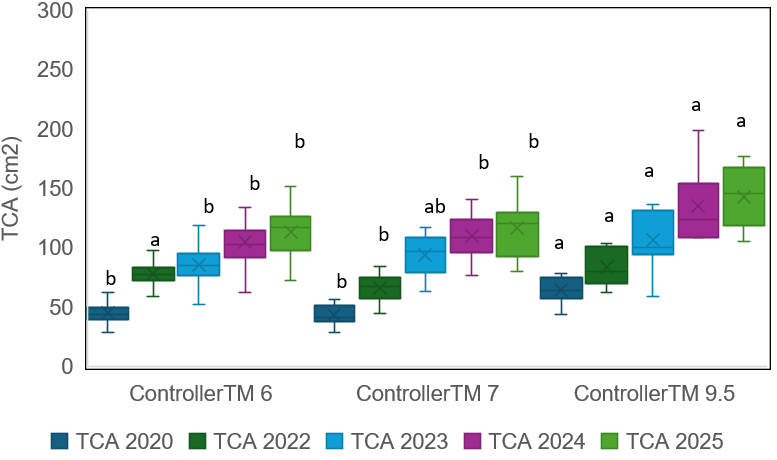 300
250
200
150
100
50
0
TCA (cm2)
b
a
b
b
b
b
b
ab
b
b
a
a
a
a
a
ControllerTM 6 ControllerTM 7 ControllerTM 9.5
TCA 2020 TCA 2022 TCA 2023 TCA 2024 TCA 2025